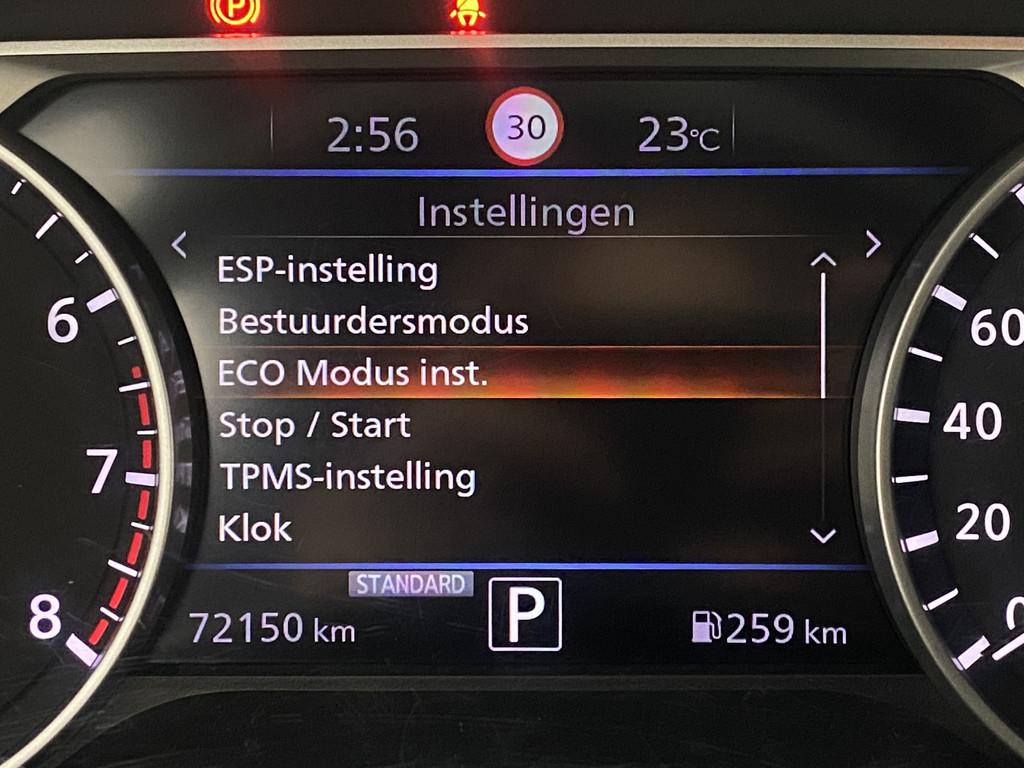 P
2:56 30 23°C
Instellingen
ESP-instelling
Bestuurdersmodus
ECO Modus inst.
Stop / Start
TPMS-instelling
Klok
STANDARD
72150 km P 259 km
6
7
8
60
40
20
0